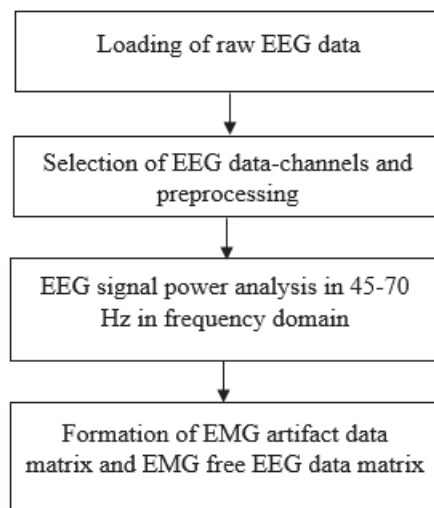 Loading of raw EEG data
Selection of EEG data-channels and
preprocessing
EEG signal power analysis in 45-70
Hz in frequency domain
Formation of EMG artifact data
matrix and EMG free EEG data matrix